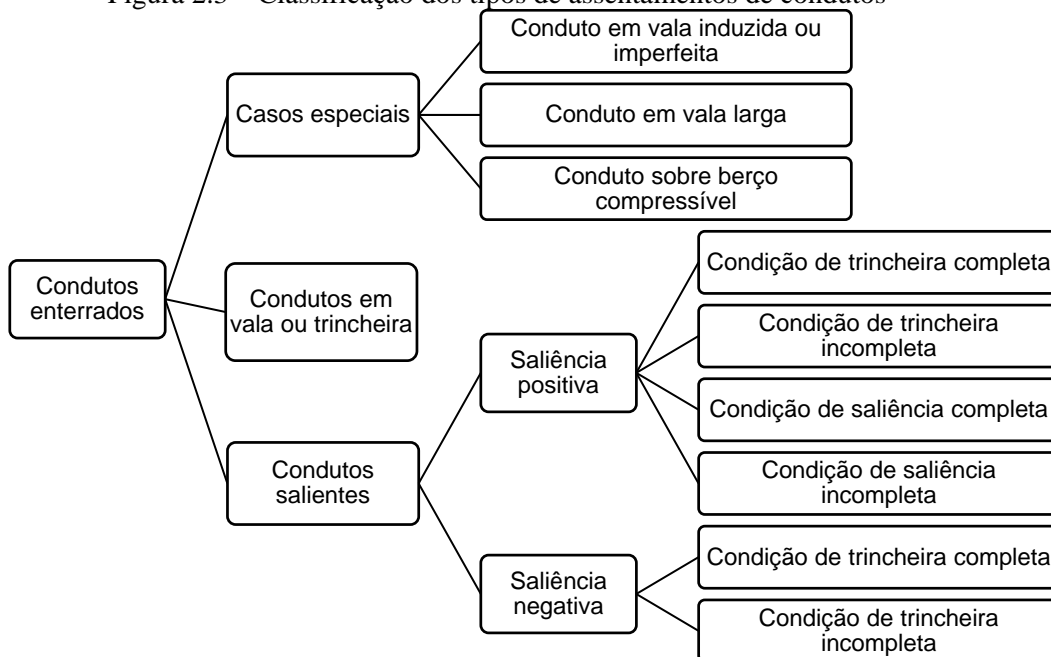 Figura 2.3 – Classificação dos tipos de assentamentos de condutos
Conduto em vala induzida ou
imperfeita
Casos especiais
Conduto em vala larga
Conduto sobre berço
compressível
Condutos
enterrados
Condutos em
vala ou trincheira
Condutos
salientes
Saliência
positiva
Condição de trincheira completa
Condição de trincheira
incompleta
Condição de saliência completa
Condição de saliência
incompleta
Saliência
negativa
Condição de trincheira completa
Condição de trincheira
incompleta